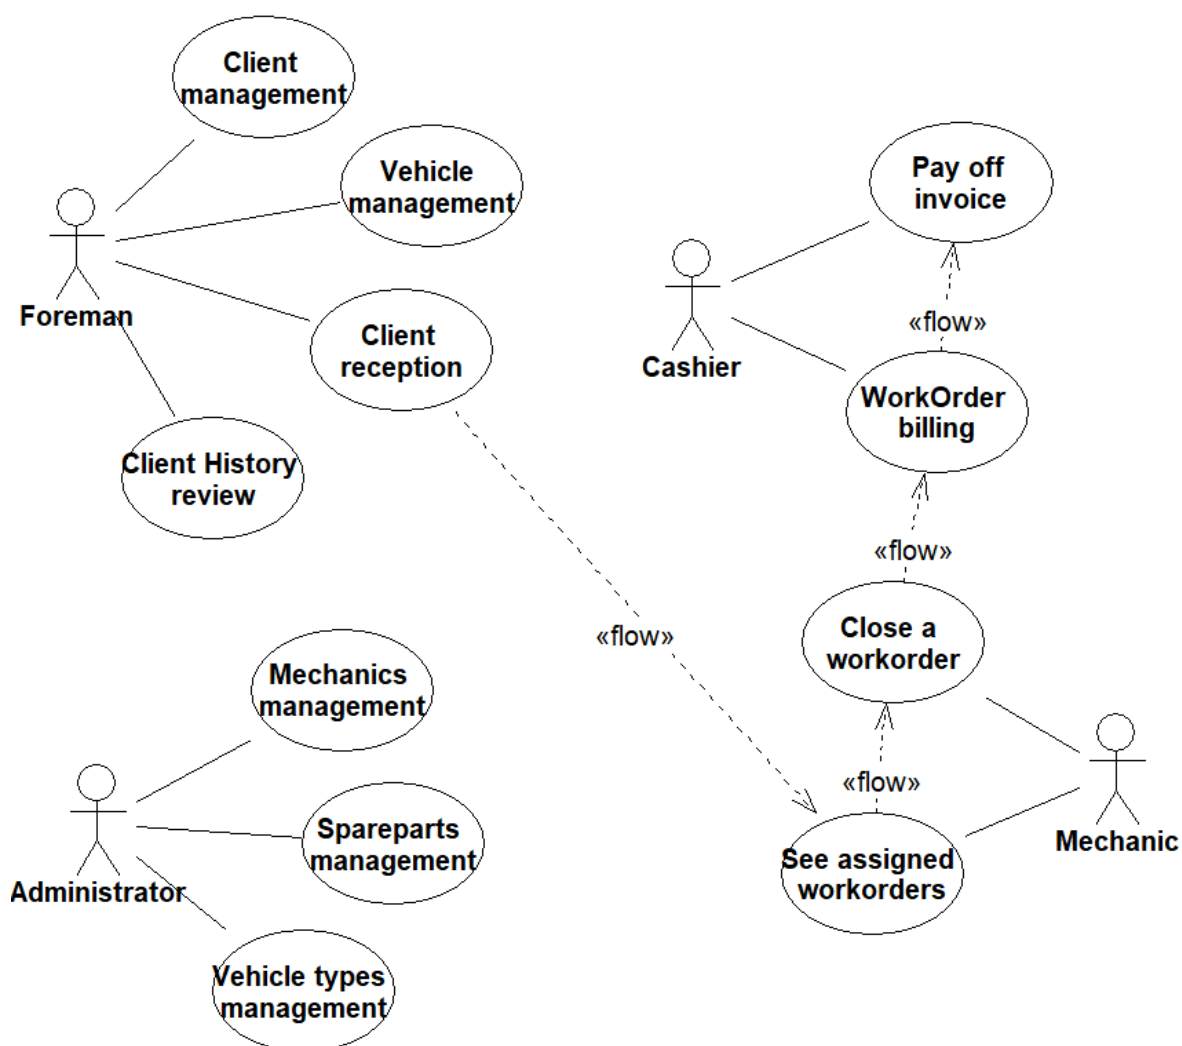 Client
management
Vehicle
management
Foreman
Client
reception
Client History
review
Pay off
invoice
«flow»
Cashier
WorkOrder
billing
«flow»
Close a
workorder
«flow»
«flow»
Mechanic
See assigned
workorders
Mechanics
management
Spareparts
management
Administrator
Vehicle types
management